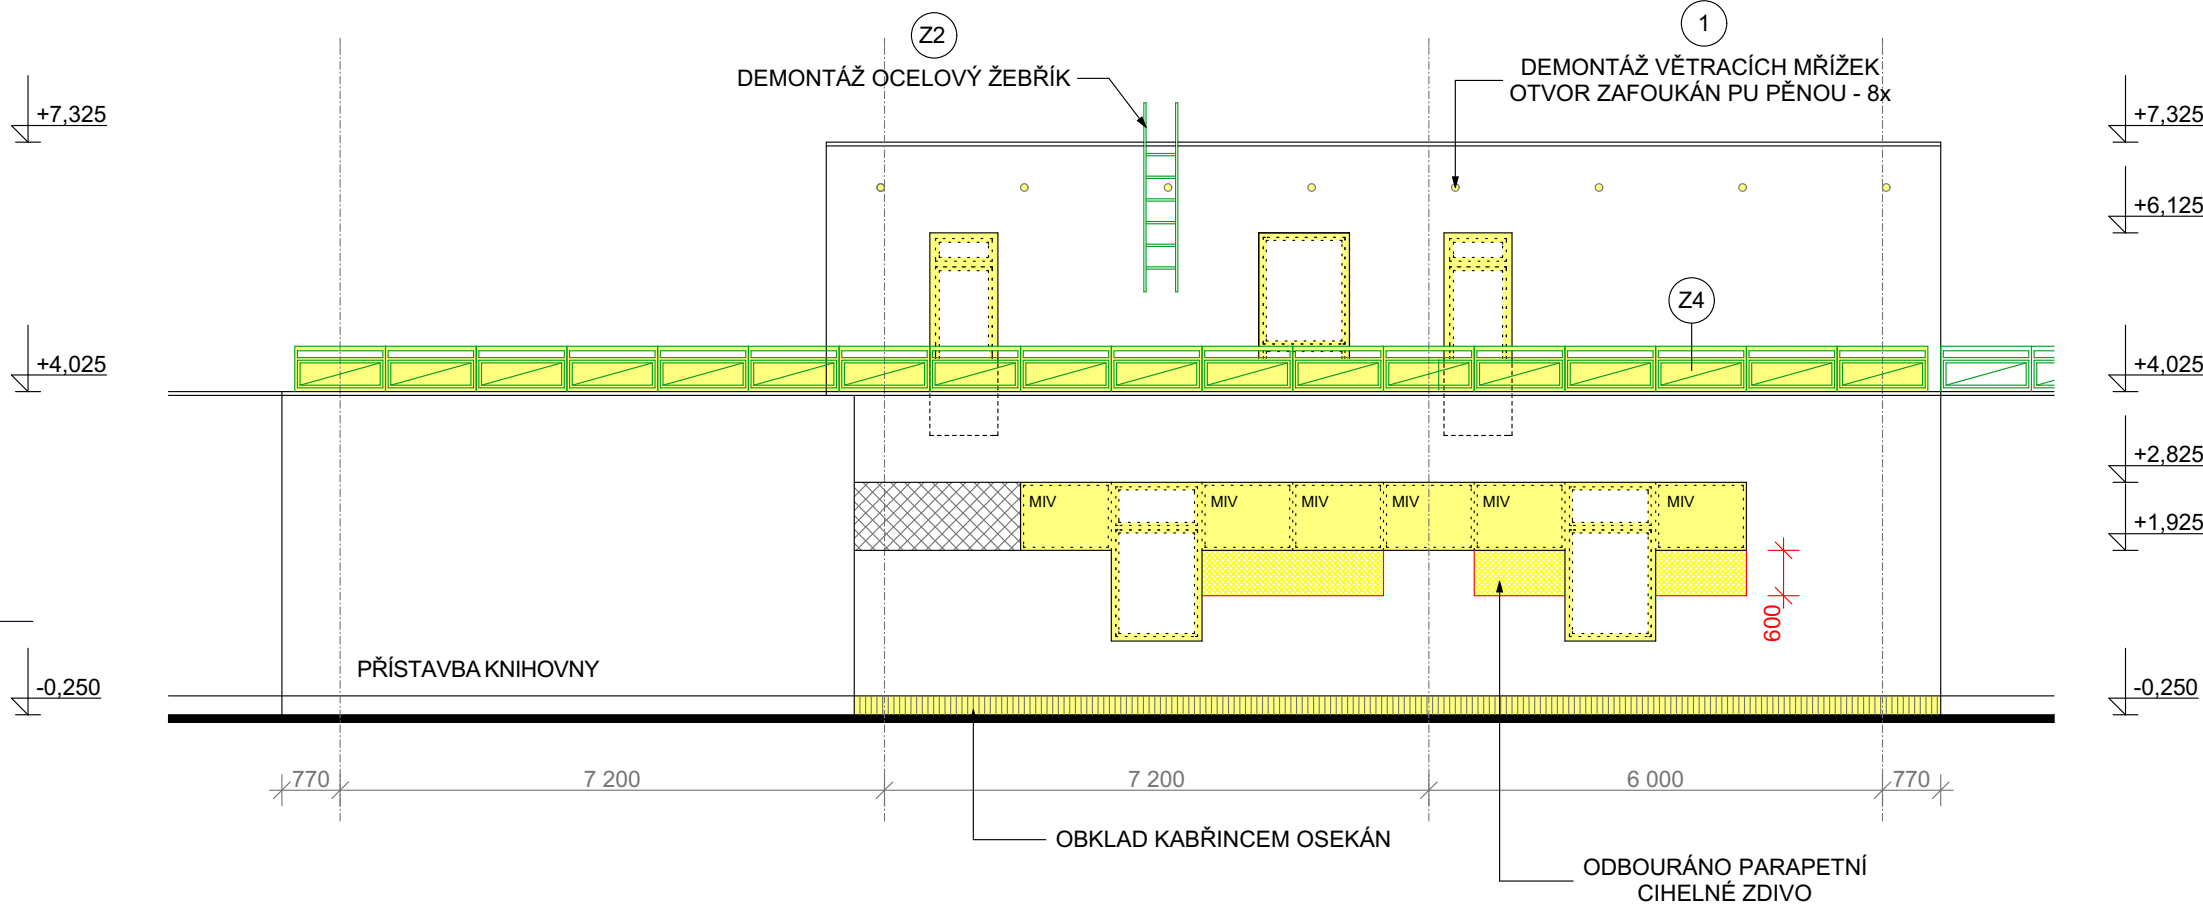 Z2
1
DEMONTÁŽ OCELOVÝ ŽEBŘÍK
DEMONTÁŽ VĚTRACÍCH MŘÍŽEK
OTVOR ZAFOUKÁN PU PĚNOU - 8x
+7,325
+7,325
+6,125
Z4
+4,025
+4,025
+2,825
MIV
MIV
MIV
MIV
MIV
MIV
+1,925
600
PŘÍSTAVBA KNIHOVNY
-0,250
-0,250
770
7 200
7 200
6 000
770
OBKLAD KABŘINCEM OSEKÁN
ODBOURÁNO PARAPETNÍ
CIHELNÉ ZDIVO